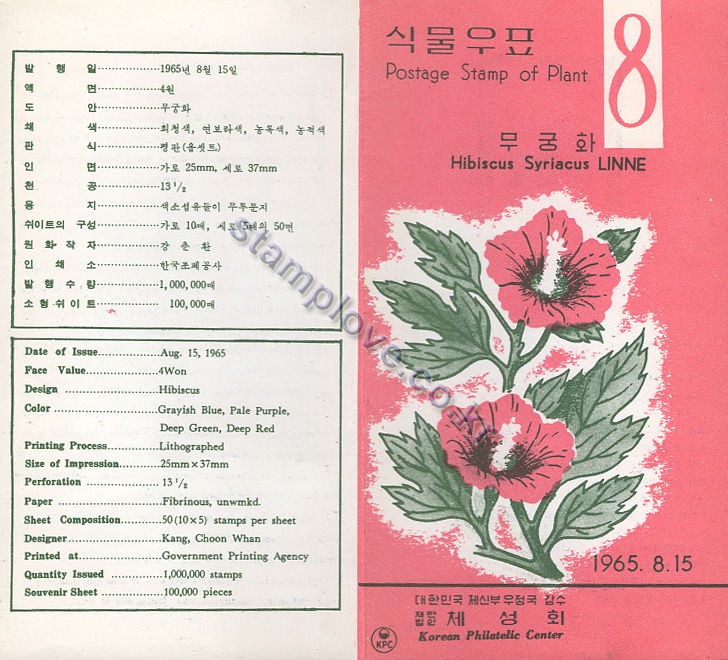 발 행 일··················1965년 8월 15일
액 면··················4원
도 안··················무궁화
쇄 색··················회청색, 연보라색, 농록색, 농적색
판 식··················평판(옵셋트)
인 면··················가로 25mm, 세로 37mm
천 공··················13 1/2
용 지··················색소섬유들이 무투문지
쉬이트의 구성··················가로 10매, 세로 5매의 50면
원 화 작 자··················강 춘 환
인 쇄 소··················한국조폐공사
발 행 수 량··················1,000,000매
소 형 쉬 이 트·················· 100,000매
Date of Issue...............Aug. 15, 1965
Face Value..................4Won
Design ......................Hibiscus
Color ........................Grayish Blue, Pale Purple,
Deep Green, Deep Red
Printing Process.............Lithographed
Size of Impression..........25mm×37mm
Perforation ..................13 1/2
Paper ........................Fibrinous, unwmkd.
Sheet Composition.........50(10×5) stamps per sheet
Designer.....................Kang, Choon Whan
Printed at....................Government Printing Agency
Quantity Issued ............1,000,000 stamps
Souvenir Sheet ............100,000 pieces
식물우표
8
Postage Stamp of Plant
무궁화
Hibiscus Syriacus LINNE
stamplove.co.kr
1965. 8.15
대한민국 체신부우정국 감수
재단법인 체 성 회
KPC
Korean Philatelic Center